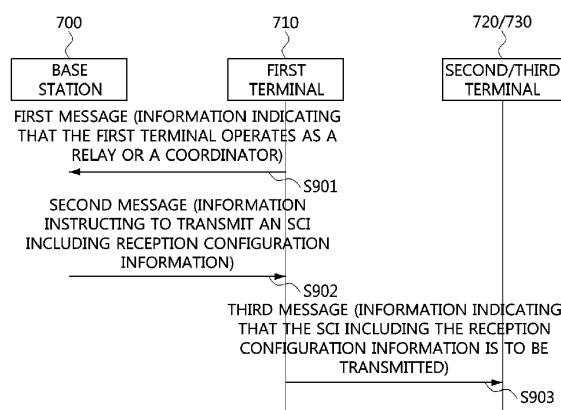 700
710
720/730
BASE
STATION
FIRST
TERMINAL
SECOND/THIRD
TERMINAL
FIRST MESSAGE (INFORMATION INDICATING
THAT THE FIRST TERMINAL OPERATES AS A
RELAY OR A COORDINATOR)
S901
SECOND MESSAGE (INFORMATION
INSTRUCTING TO TRANSMIT AN SCI
INCLUDING RECEPTION CONFIGURATION
INFORMATION)
S902
THIRD MESSAGE (INFORMATION INDICATING
THAT THE SCI INCLUDING THE RECEPTION
CONFIGURATION INFORMATION IS TO BE
TRANSMITTED)
S903